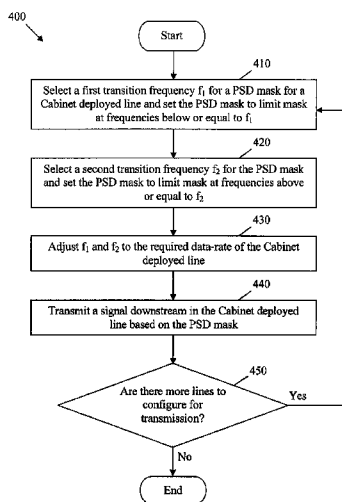 400
Start
410
Select a first transition frequency f₁ for a PSD mask for a
Cabinet deployed line and set the PSD mask to limit mask
at frequencies below or equal to f₁
420
Select a second transition frequency f₂ for the PSD mask
and set the PSD mask to limit mask at frequencies above
or equal to f₂
430
Adjust f₁ and f₂ to the required data-rate of the Cabinet
deployed line
440
Transmit a signal downstream in the Cabinet deployed
line based on the PSD mask
450
Are there more lines to
configure for
transmission?
Yes
No
End